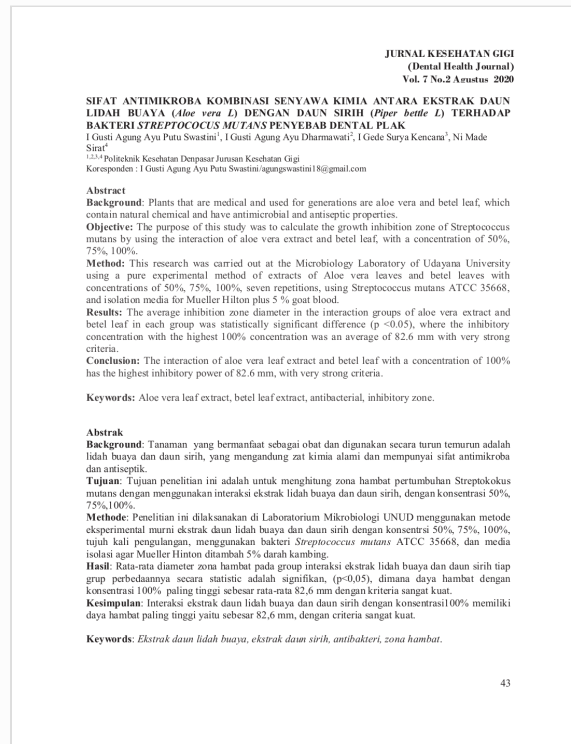 JURNAL KESEHATAN GIGI
(Dental Health Journal)
Vol. 7 No.2 Agustus 2020
SIFAT ANTIMIKROBA KOMBINASI SENYAWA KIMIA ANTARA EKSTRAK DAUN
LIDAH BUAYA (Aloe vera L) DENGAN DAUN SIRIH (Piper bettle L) TERHADAP
BAKTERI STREPTOCOCUS MUTANS PENYEBAB DENTAL PLAK
I Gusti Agung Ayu Putu Swastini1, I Gusti Agung Ayu Dharmawati2, I Gede Surya Kencana3, Ni Made
Sirat4
1,2,3,4 Politeknik Kesehatan Denpasar Jurusan Kesehatan Gigi
Koresponden : I Gusti Agung Ayu Putu Swastini/agungswastini18@gmail.com
Abstract
Background: Plants that are medical and used for generations are aloe vera and betel leaf, which
contain natural chemical and have antimicrobial and antiseptic properties.
Objective: The purpose of this study was to calculate the growth inhibition zone of Streptococcus
mutans by using the interaction of aloe vera extract and betel leaf, with a concentration of 50%,
75%, 100%.
Method: This research was carried out at the Microbiology Laboratory of Udayana University
using a pure experimental method of extracts of Aloe vera leaves and betel leaves with
concentrations of 50%, 75%, 100%, seven repetitions, using Streptococcus mutans ATCC 35668,
and isolation media for Mueller Hilton plus 5 % goat blood.
Results: The average inhibition zone diameter in the interaction groups of aloe vera extract and
betel leaf in each group was statistically significant difference (p <0.05), where the inhibitory
concentration with the highest 100% concentration was an average of 82.6 mm with very strong
criteria.
Conclusion: The interaction of aloe vera leaf extract and betel leaf with a concentration of 100%
has the highest inhibitory power of 82.6 mm, with very strong criteria.
Keywords: Aloe vera leaf extract, betel leaf extract, antibacterial, inhibitory zone.
Abstrak
Background: Tanaman yang bermanfaat sebagai obat dan digunakan secara turun temurun adalah
lidah buaya dan daun sirih, yang mengandung zat kimia alami dan mempunyai sifat antimikroba
dan antiseptik.
Tujuan: Tujuan penelitian ini adalah untuk menghitung zona hambat pertumbuhan Streptokokus
mutans dengan menggunakan interaksi ekstrak lidah buaya dan daun sirih, dengan konsentrasi 50%,
75%,100%.
Methode: Penelitian ini dilaksanakan di Laboratorium Mikrobiologi UNUD menggunakan metode
eksperimental murni ekstrak daun lidah buaya dan daun sirih dengan konsentrsi 50%, 75%, 100%,
tujuh kali pengulangan, menggunakan bakteri Streptococcus mutans ATCC 35668, dan media
isolasi agar Mueller Hinton ditambah 5% darah kambing.
Hasil: Rata-rata diameter zona hambat pada group interaksi ekstrak lidah buaya dan daun sirih tiap
grup perbedaannya secara statistic adalah signifikan, (p<0,05), dimana daya hambat dengan
konsentrasi 100% paling tinggi sebesar rata-rata 82,6 mm dengan kriteria sangat kuat.
Kesimpulan: Interaksi ekstrak daun lidah buaya dan daun sirih dengan konsentrasi100% memiliki
daya hambat paling tinggi yaitu sebesar 82,6 mm, dengan criteria sangat kuat.
Keywords: Ekstrak daun lidah buaya, ekstrak daun sirih, antibakteri, zona hambat.
43